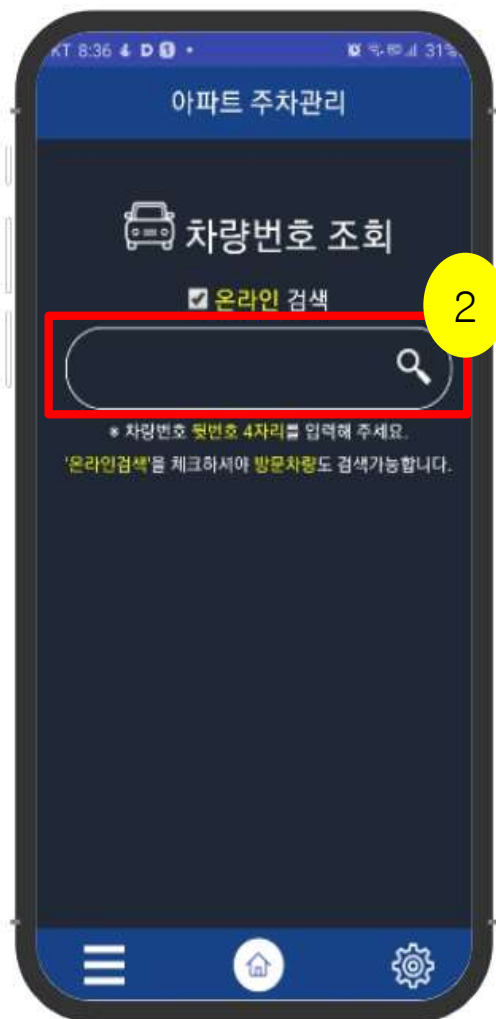 KT 8:36
31%
아파트 주차관리
차량번호 조회
온라인 검색
2
* 차량번호 뒷번호 4자리를 입력해 주세요.
'온라인검색'을 체크하셔야 방문차량도 검색가능합니다.